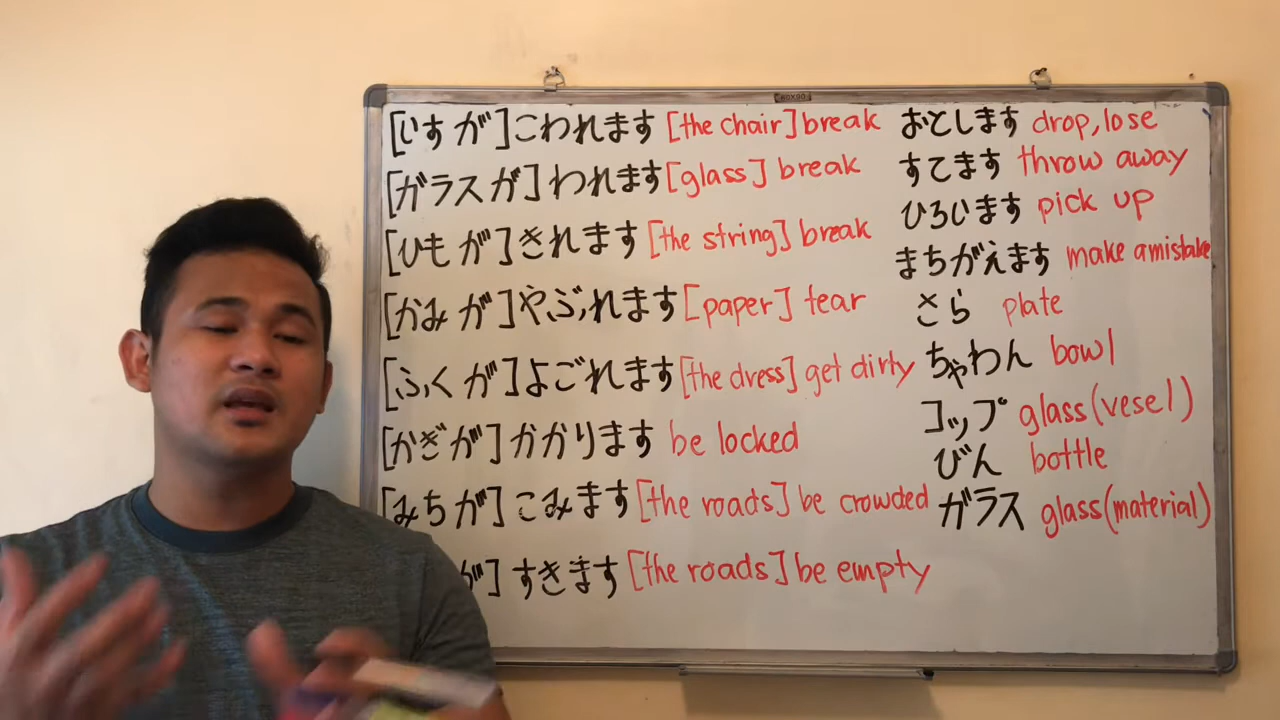 [いす が] こわれます [the chair] break
[ガラスが] われます [glass] break
[ひも が] きれます [the string] break
[かみ が] やぶれます [paper] tear
[ふく が] よごれます [the dress] get dirty
[かぎ が] かかります be locked
[みち が] こみます [the roads] be crowded
が] すきます [the roads] be empty
おとします drop, lose
すてます throw away
ひろいます pick up
まちがえます make a mistake
さら plate
ちゃわん bowl
コップ glass (vesel)
びん bottle
ガラス glass (material)